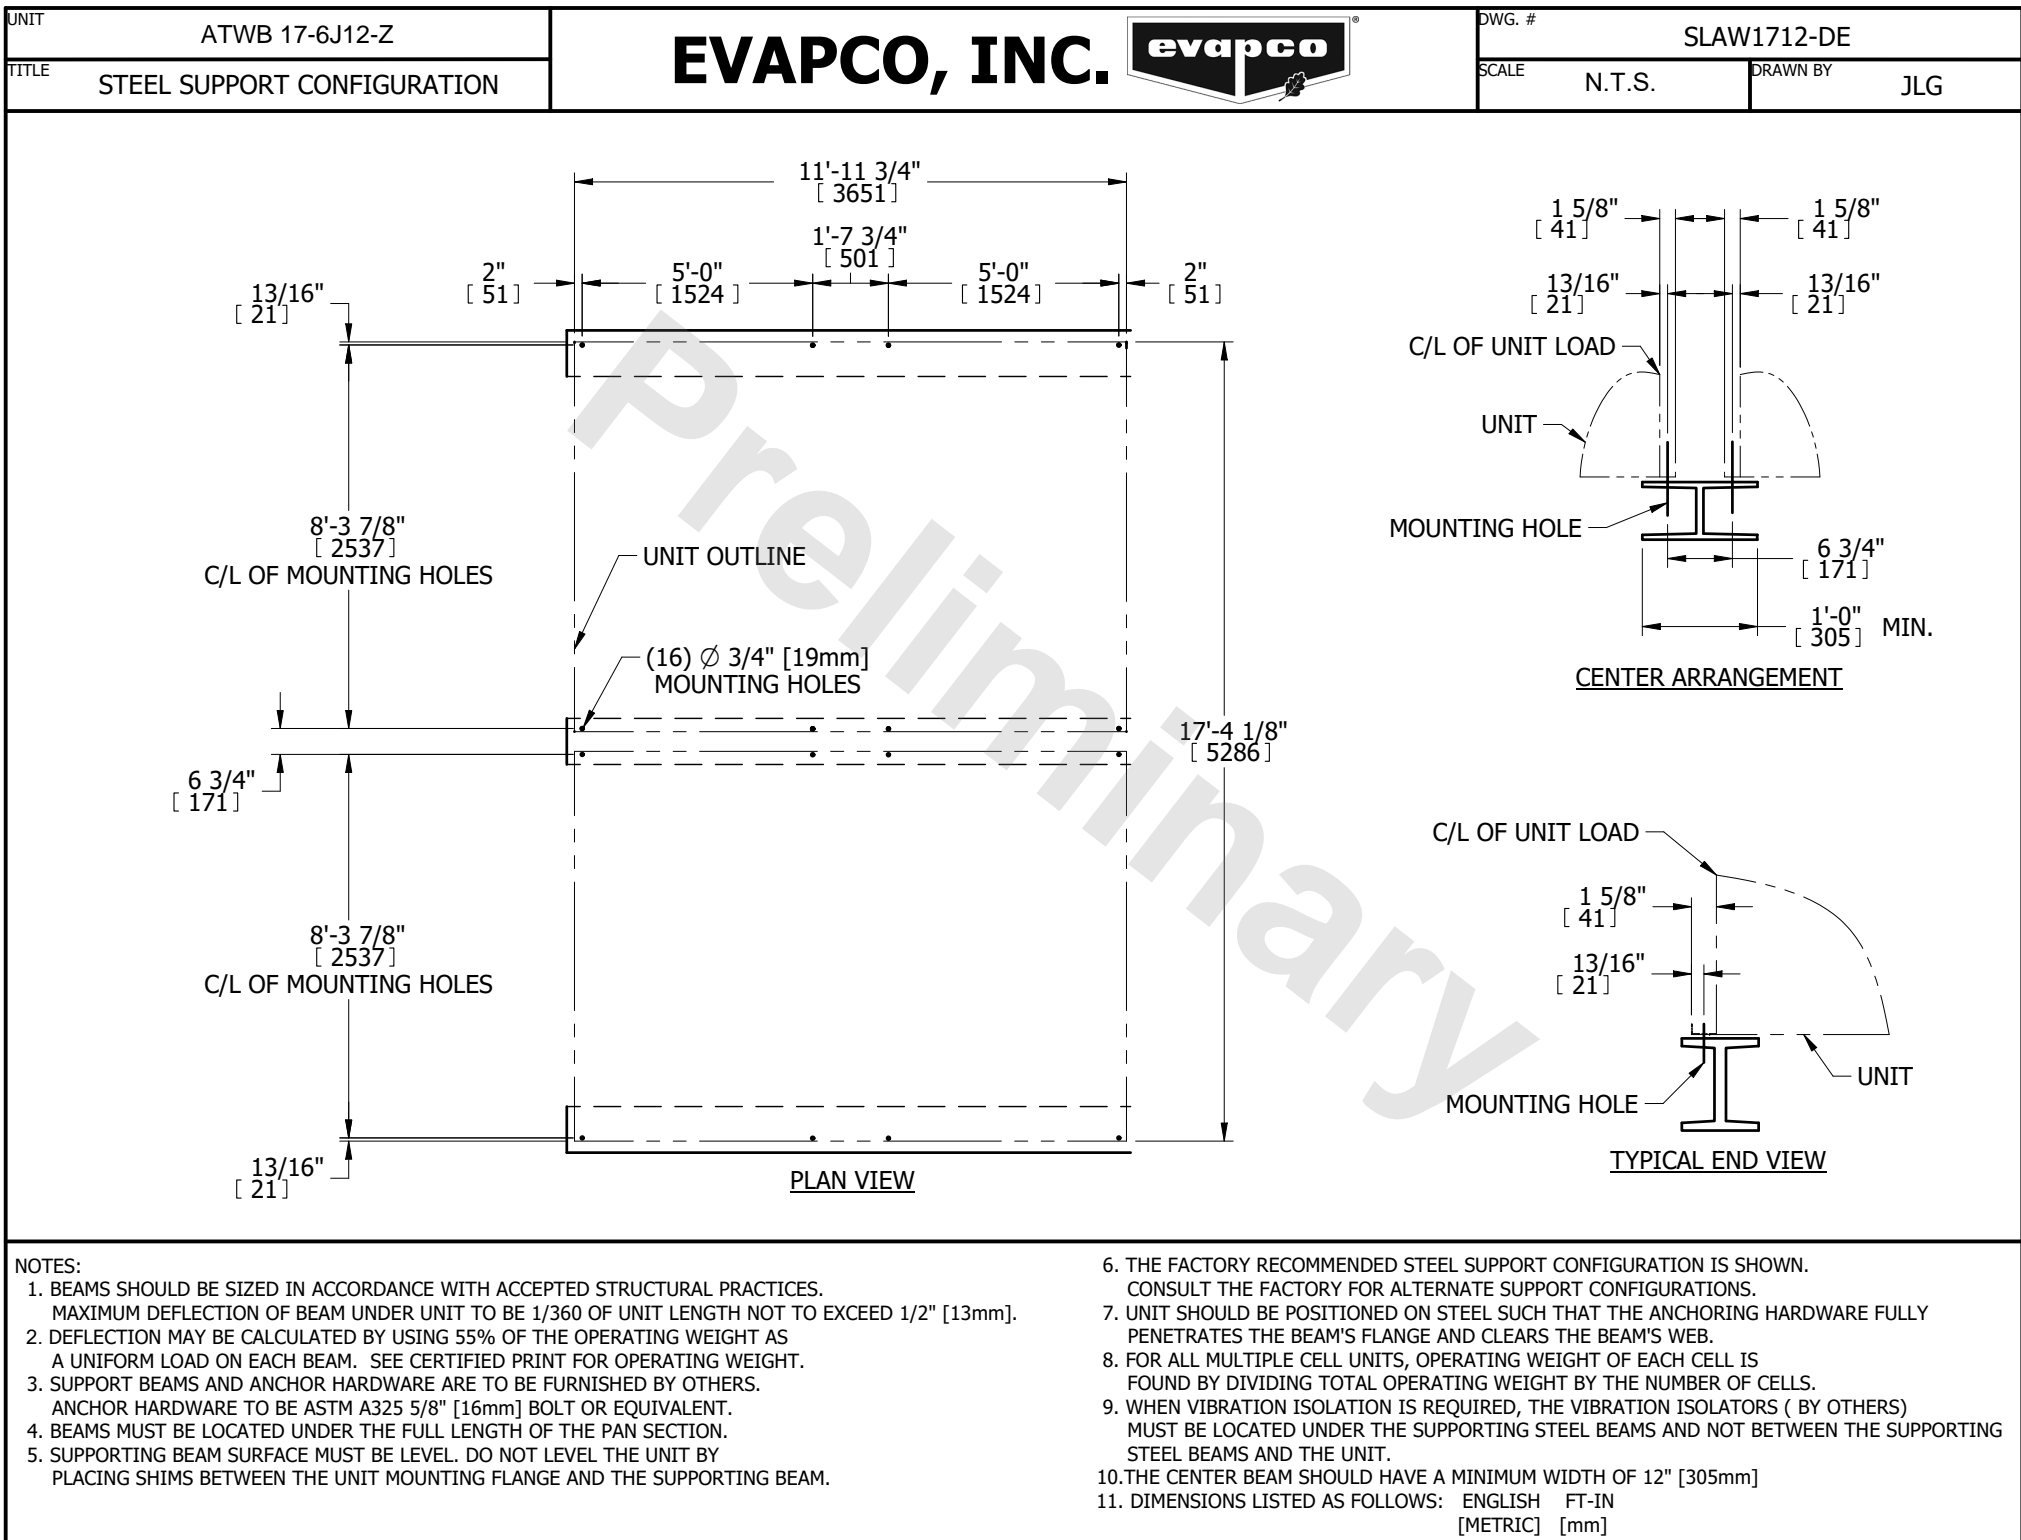 UNIT
ATWB 17-6J12-Z
TITLE
STEEL SUPPORT CONFIGURATION
EVAPCO, INC.
evapco
®
DWG. #
SLAW1712-DE
SCALE
N.T.S.
DRAWN BY
JLG
11'-11 3/4"
[ 3651 ]
1'-7 3/4"
[ 501 ]
2"
[ 51 ]
5'-0"
[ 1524 ]
5'-0"
[ 1524 ]
2"
[ 51 ]
13/16"
[ 21 ]
8'-3 7/8"
[ 2537 ]
C/L OF MOUNTING HOLES
UNIT OUTLINE
(16) Ø 3/4" [19mm]
MOUNTING HOLES
6 3/4"
[ 171 ]
17'-4 1/8"
[ 5286 ]
8'-3 7/8"
[ 2537 ]
C/L OF MOUNTING HOLES
13/16"
[ 21 ]
PLAN VIEW
Preliminary
1 5/8"
[ 41 ]
1 5/8"
[ 41 ]
13/16"
[ 21 ]
13/16"
[ 21 ]
C/L OF UNIT LOAD
UNIT
MOUNTING HOLE
6 3/4"
[ 171 ]
1'-0"
[ 305 ] MIN.
CENTER ARRANGEMENT
C/L OF UNIT LOAD
1 5/8"
[ 41 ]
13/16"
[ 21 ]
UNIT
MOUNTING HOLE
TYPICAL END VIEW
NOTES:
1. BEAMS SHOULD BE SIZED IN ACCORDANCE WITH ACCEPTED STRUCTURAL PRACTICES.
MAXIMUM DEFLECTION OF BEAM UNDER UNIT TO BE 1/360 OF UNIT LENGTH NOT TO EXCEED 1/2" [13mm].
2. DEFLECTION MAY BE CALCULATED BY USING 55% OF THE OPERATING WEIGHT AS
A UNIFORM LOAD ON EACH BEAM. SEE CERTIFIED PRINT FOR OPERATING WEIGHT.
3. SUPPORT BEAMS AND ANCHOR HARDWARE ARE TO BE FURNISHED BY OTHERS.
ANCHOR HARDWARE TO BE ASTM A325 5/8" [16mm] BOLT OR EQUIVALENT.
4. BEAMS MUST BE LOCATED UNDER THE FULL LENGTH OF THE PAN SECTION.
5. SUPPORTING BEAM SURFACE MUST BE LEVEL. DO NOT LEVEL THE UNIT BY
PLACING SHIMS BETWEEN THE UNIT MOUNTING FLANGE AND THE SUPPORTING BEAM.
6. THE FACTORY RECOMMENDED STEEL SUPPORT CONFIGURATION IS SHOWN.
CONSULT THE FACTORY FOR ALTERNATE SUPPORT CONFIGURATIONS.
7. UNIT SHOULD BE POSITIONED ON STEEL SUCH THAT THE ANCHORING HARDWARE FULLY
PENETRATES THE BEAM'S FLANGE AND CLEARS THE BEAM'S WEB.
8. FOR ALL MULTIPLE CELL UNITS, OPERATING WEIGHT OF EACH CELL IS
FOUND BY DIVIDING TOTAL OPERATING WEIGHT BY THE NUMBER OF CELLS.
9. WHEN VIBRATION ISOLATION IS REQUIRED, THE VIBRATION ISOLATORS ( BY OTHERS)
MUST BE LOCATED UNDER THE SUPPORTING STEEL BEAMS AND NOT BETWEEN THE SUPPORTING
STEEL BEAMS AND THE UNIT.
10.THE CENTER BEAM SHOULD HAVE A MINIMUM WIDTH OF 12" [305mm]
11. DIMENSIONS LISTED AS FOLLOWS: ENGLISH FT-IN
[METRIC] [mm]